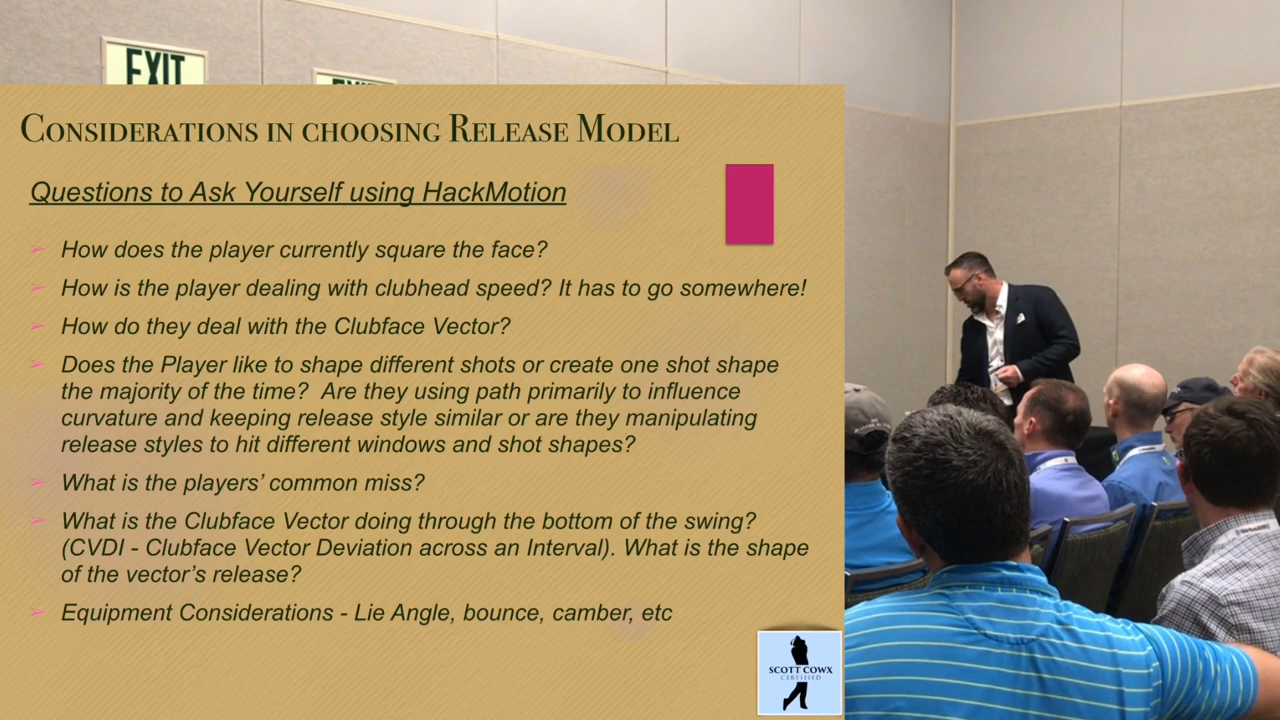 EXIT
EXIT
Considerations in choosing Release Model
Questions to Ask Yourself using HackMotion
How does the player currently square the face?
How is the player dealing with clubhead speed? It has to go somewhere!
How do they deal with the Clubface Vector?
Does the Player like to shape different shots or create one shot shape
the majority of the time?  Are they using path primarily to influence
curvature and keeping release style similar or are they manipulating
release styles to hit different windows and shot shapes?
What is the players’ common miss?
What is the Clubface Vector doing through the bottom of the swing?
(CVDI - Clubface Vector Deviation across an Interval). What is the shape
of the vector’s release?
Equipment Considerations - Lie Angle, bounce, camber, etc
SCOTT COWX
CERTIFIED